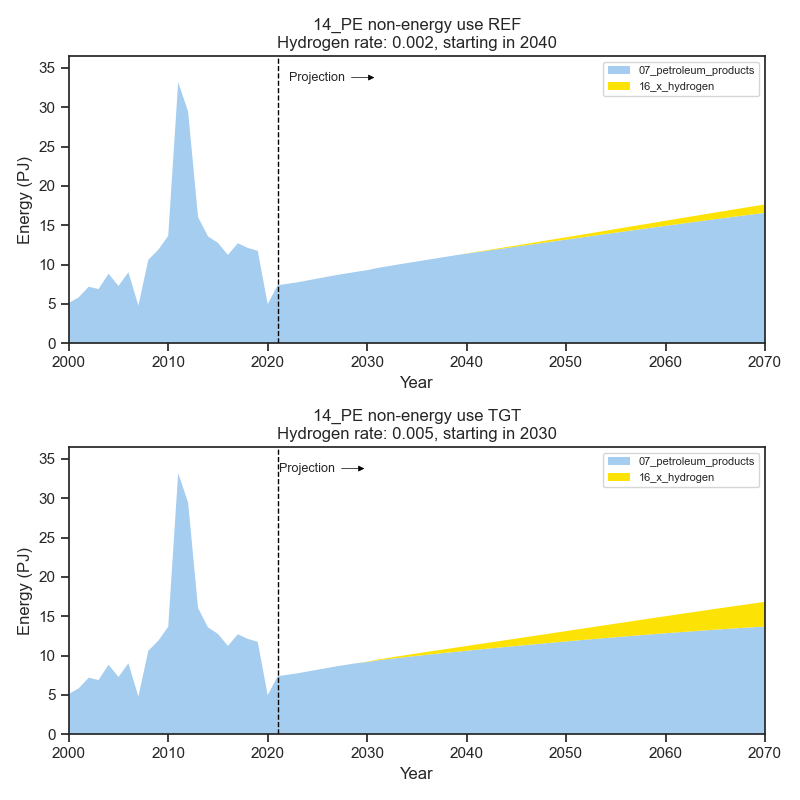 14_PE non-energy use REF
Hydrogen rate: 0.002, starting in 2040
35
30
25
20
15
10
5
0
Energy (PJ)
Projection
07_petroleum_products
16_x_hydrogen
2000 2010 2020 2030 2040 2050 2060 2070
Year
14_PE non-energy use TGT
Hydrogen rate: 0.005, starting in 2030
35
30
25
20
15
10
5
0
Energy (PJ)
Projection
07_petroleum_products
16_x_hydrogen
2000 2010 2020 2030 2040 2050 2060 2070
Year